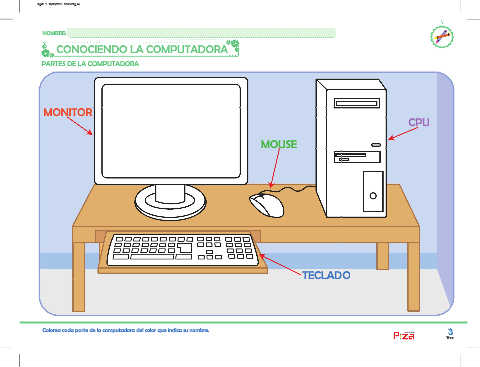 NOMBRE:
CONOCIENDO LA COMPUTADORA
PARTES DE LA COMPUTADORA
MONITOR
CPU
MOUSE
TECLADO
Colorea cada parte de la computadora del color que indica su nombre.
3